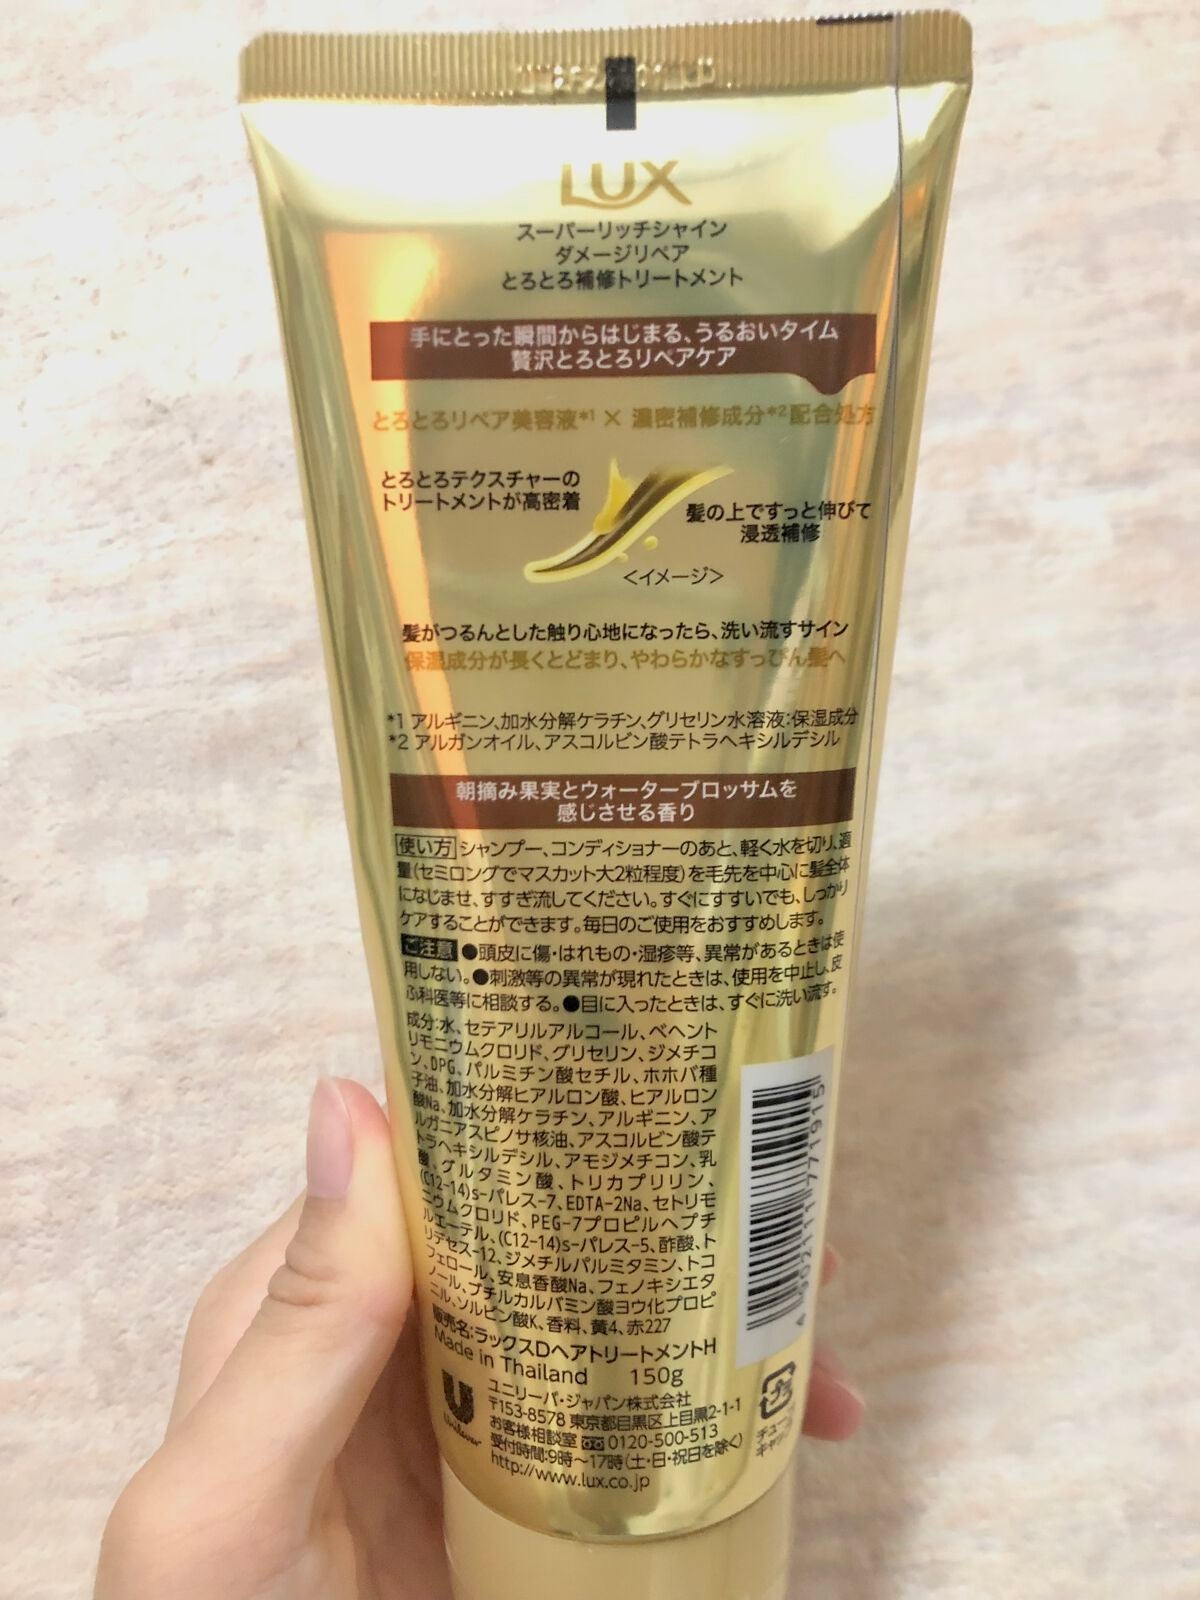 LUX
スーパーリッチシャイン
ダメージリペア
とろとろ補修トリートメント
手にとった瞬間からはじまる、うるおいタイム
贅沢とろとろリペアケア
とろとろリペア美容液*1 × 濃密補修成分*2配合処方
とろとろテクスチャーの
トリートメントが高密着
髪の上ですっと伸びて
浸透補修
<イメージ>
髪がつるんとした触り心地になったら、洗い流すサイン
保湿成分が長くとどまり、やわらかなすっぴん髪へ
*1 アルギニン、加水分解ケラチン、グリセリン水溶液:保湿成分
*2 アルガンオイル、アスコルビン酸テトラヘキシルデシル
朝摘み果実とウォーターブロッサムを
感じさせる香り
使い方 シャンプー、コンディショナーのあと、軽く水を切り、適
量(セミロングでマスカット大2粒程度)を毛先を中心に髪全体
になじませ、すすぎ流してください。すぐにすすいでも、しっかり
ケアすることができます。毎日のご使用をおすすめします。
ご注意 ●頭皮に傷・はれもの・湿疹等、異常があるときは使
用しない。●刺激等の異常が現れたときは、使用を中止し、皮
ふ科医等に相談する。●目に入ったときは、すぐに洗い流す。
成分:水、セテアリルアルコール、ベヘント
リモニウムクロリド、グリセリン、ジメチコ
ン、DPG、パルミチン酸セチル、ホホバ種
子油、加水分解ヒアルロン酸、ヒアルロン
酸Na、加水分解ケラチン、アルギニン、ア
ルガニアスピノサ核油、アスコルビン酸テ
トラヘキシルデシル、アモジメチコン、乳
酸、グルタミン酸、トリカプリリン、
(C12-14)s-パレス-7、EDTA-2Na、セトリモ
ニウムクロリド、PEG-7プロピルヘプチ
ルエーテル、(C12-14)s-パレス-5、酢酸、ト
リデセス-12、ジメチルパルミタミン、トコ
フェロール、安息香酸Na、フェノキシエタ
ノール、ブチルカルバミン酸ヨウ化プロピ
ニル、ソルビン酸K、香料、黄4、赤227
販売名:ラックスDヘアトリートメントH
Made in Thailand 150g
ユニリーバ・ジャパン株式会社
〒153-8578 東京都目黒区上目黒2-1-1
お客様相談室 0120-500-513
受付時間:9時～17時(土・日・祝日を除く)
http://www.lux.co.jp
Unilever
4 902111 771915
プラ
チュー
キャッ